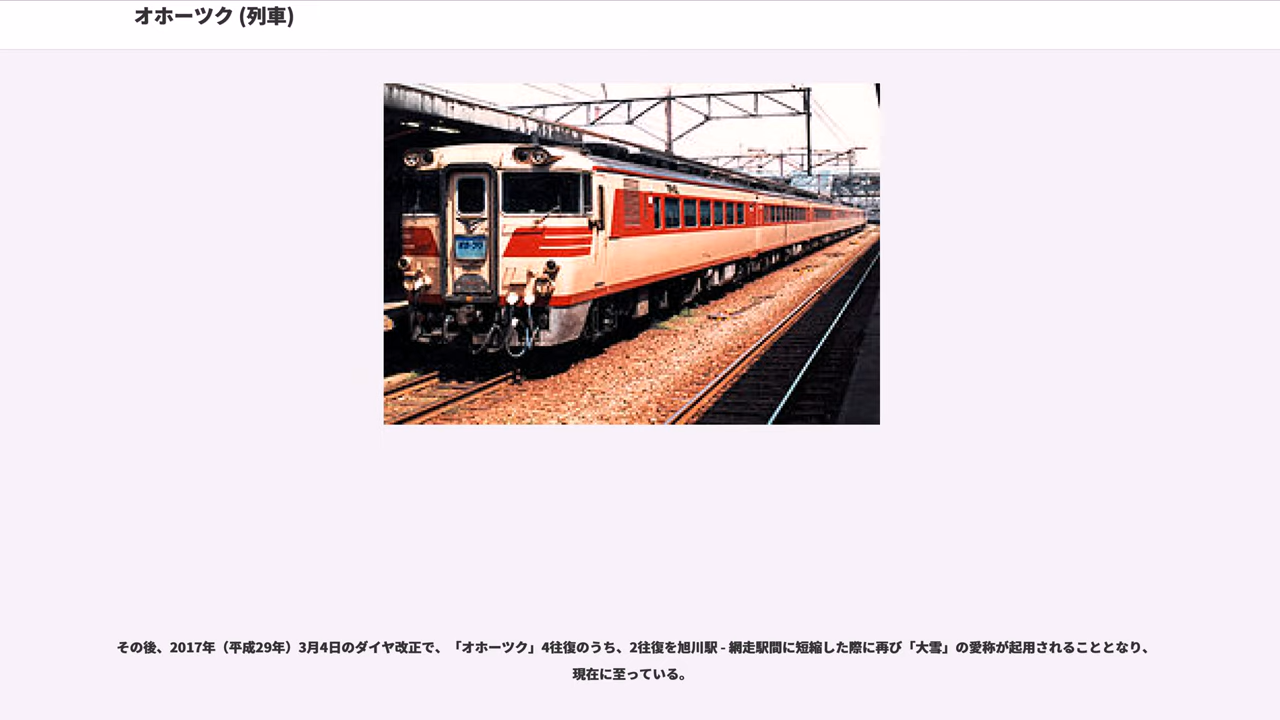 オホーツク (列車)
その後、2017年（平成29年）3月4日のダイヤ改正で、「オホーツク」4往復のうち、2往復を旭川駅 - 網走駅間に短縮した際に再び「大雪」の愛称が起用されることとなり、
現在に至っている。